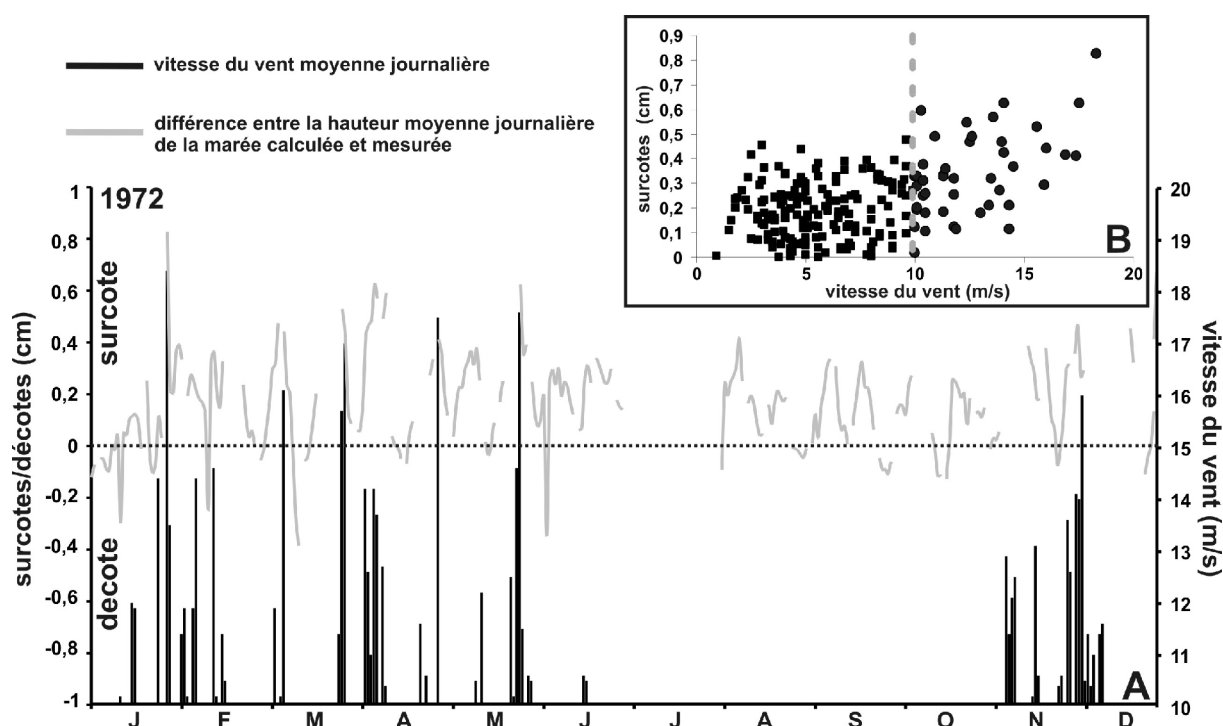 vitesse du vent moyenne journalière
différence entre la hauteur moyenne journalière
de la marée calculée et mesurée
1972
surcotes/décotes (cm)
surcote
decote
1
0,8
0,6
0,4
0,2
0
-0,2
-0,4
-0,6
-0,8
-1
J F M A M J J A S O N D
A
20
19
18
17
16
15
14
13
12
11
10
vitesse du vent (m/s)
surcotes (cm)
0,9
0,8
0,7
0,6
0,5
0,4
0,3
0,2
0,1
0
0 5 10 15 20
vitesse du vent (m/s)
B